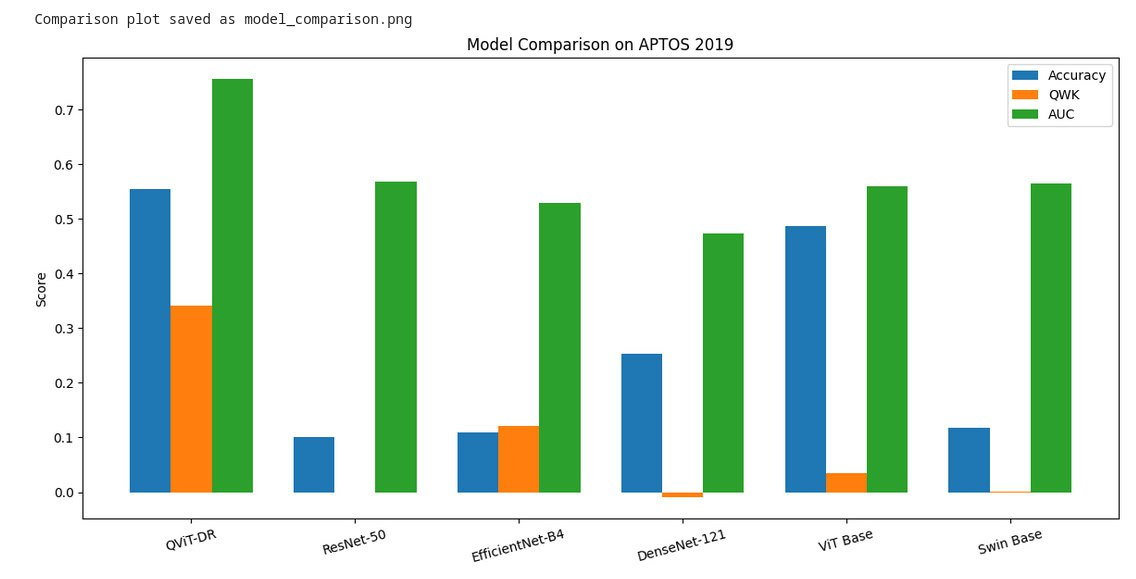 Comparison plot saved as model_comparison.png
Model Comparison on APTOS 2019
Accuracy
QWK
AUC
Score
0.7
0.6
0.5
0.4
0.3
0.2
0.1
0.0
QViT-DR
ResNet-50
EfficientNet-B4
DenseNet-121
ViT Base
Swin Base